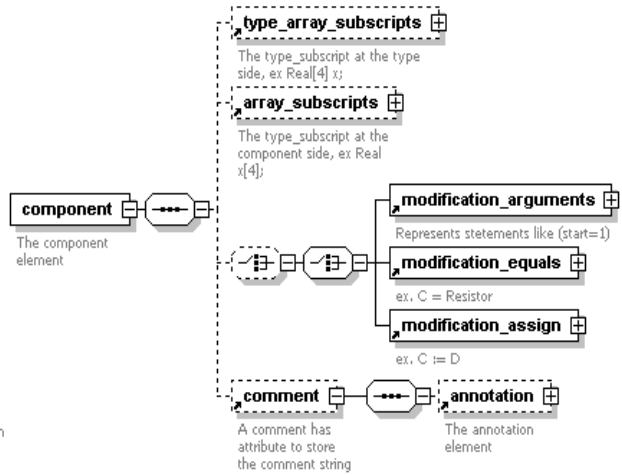 type_array_subscripts
The type_subscript at the type
side, ex Real[4] x;
array_subscripts
The type_subscript at the
component side, ex Real
x[4];
component
The component
element
modification_arguments
Represents stetements like (start=1)
modification_equals
ex. C = Resistor
modification_assign
ex. C := D
comment
A comment has
attribute to store
the comment string
annotation
The annotation
element
n